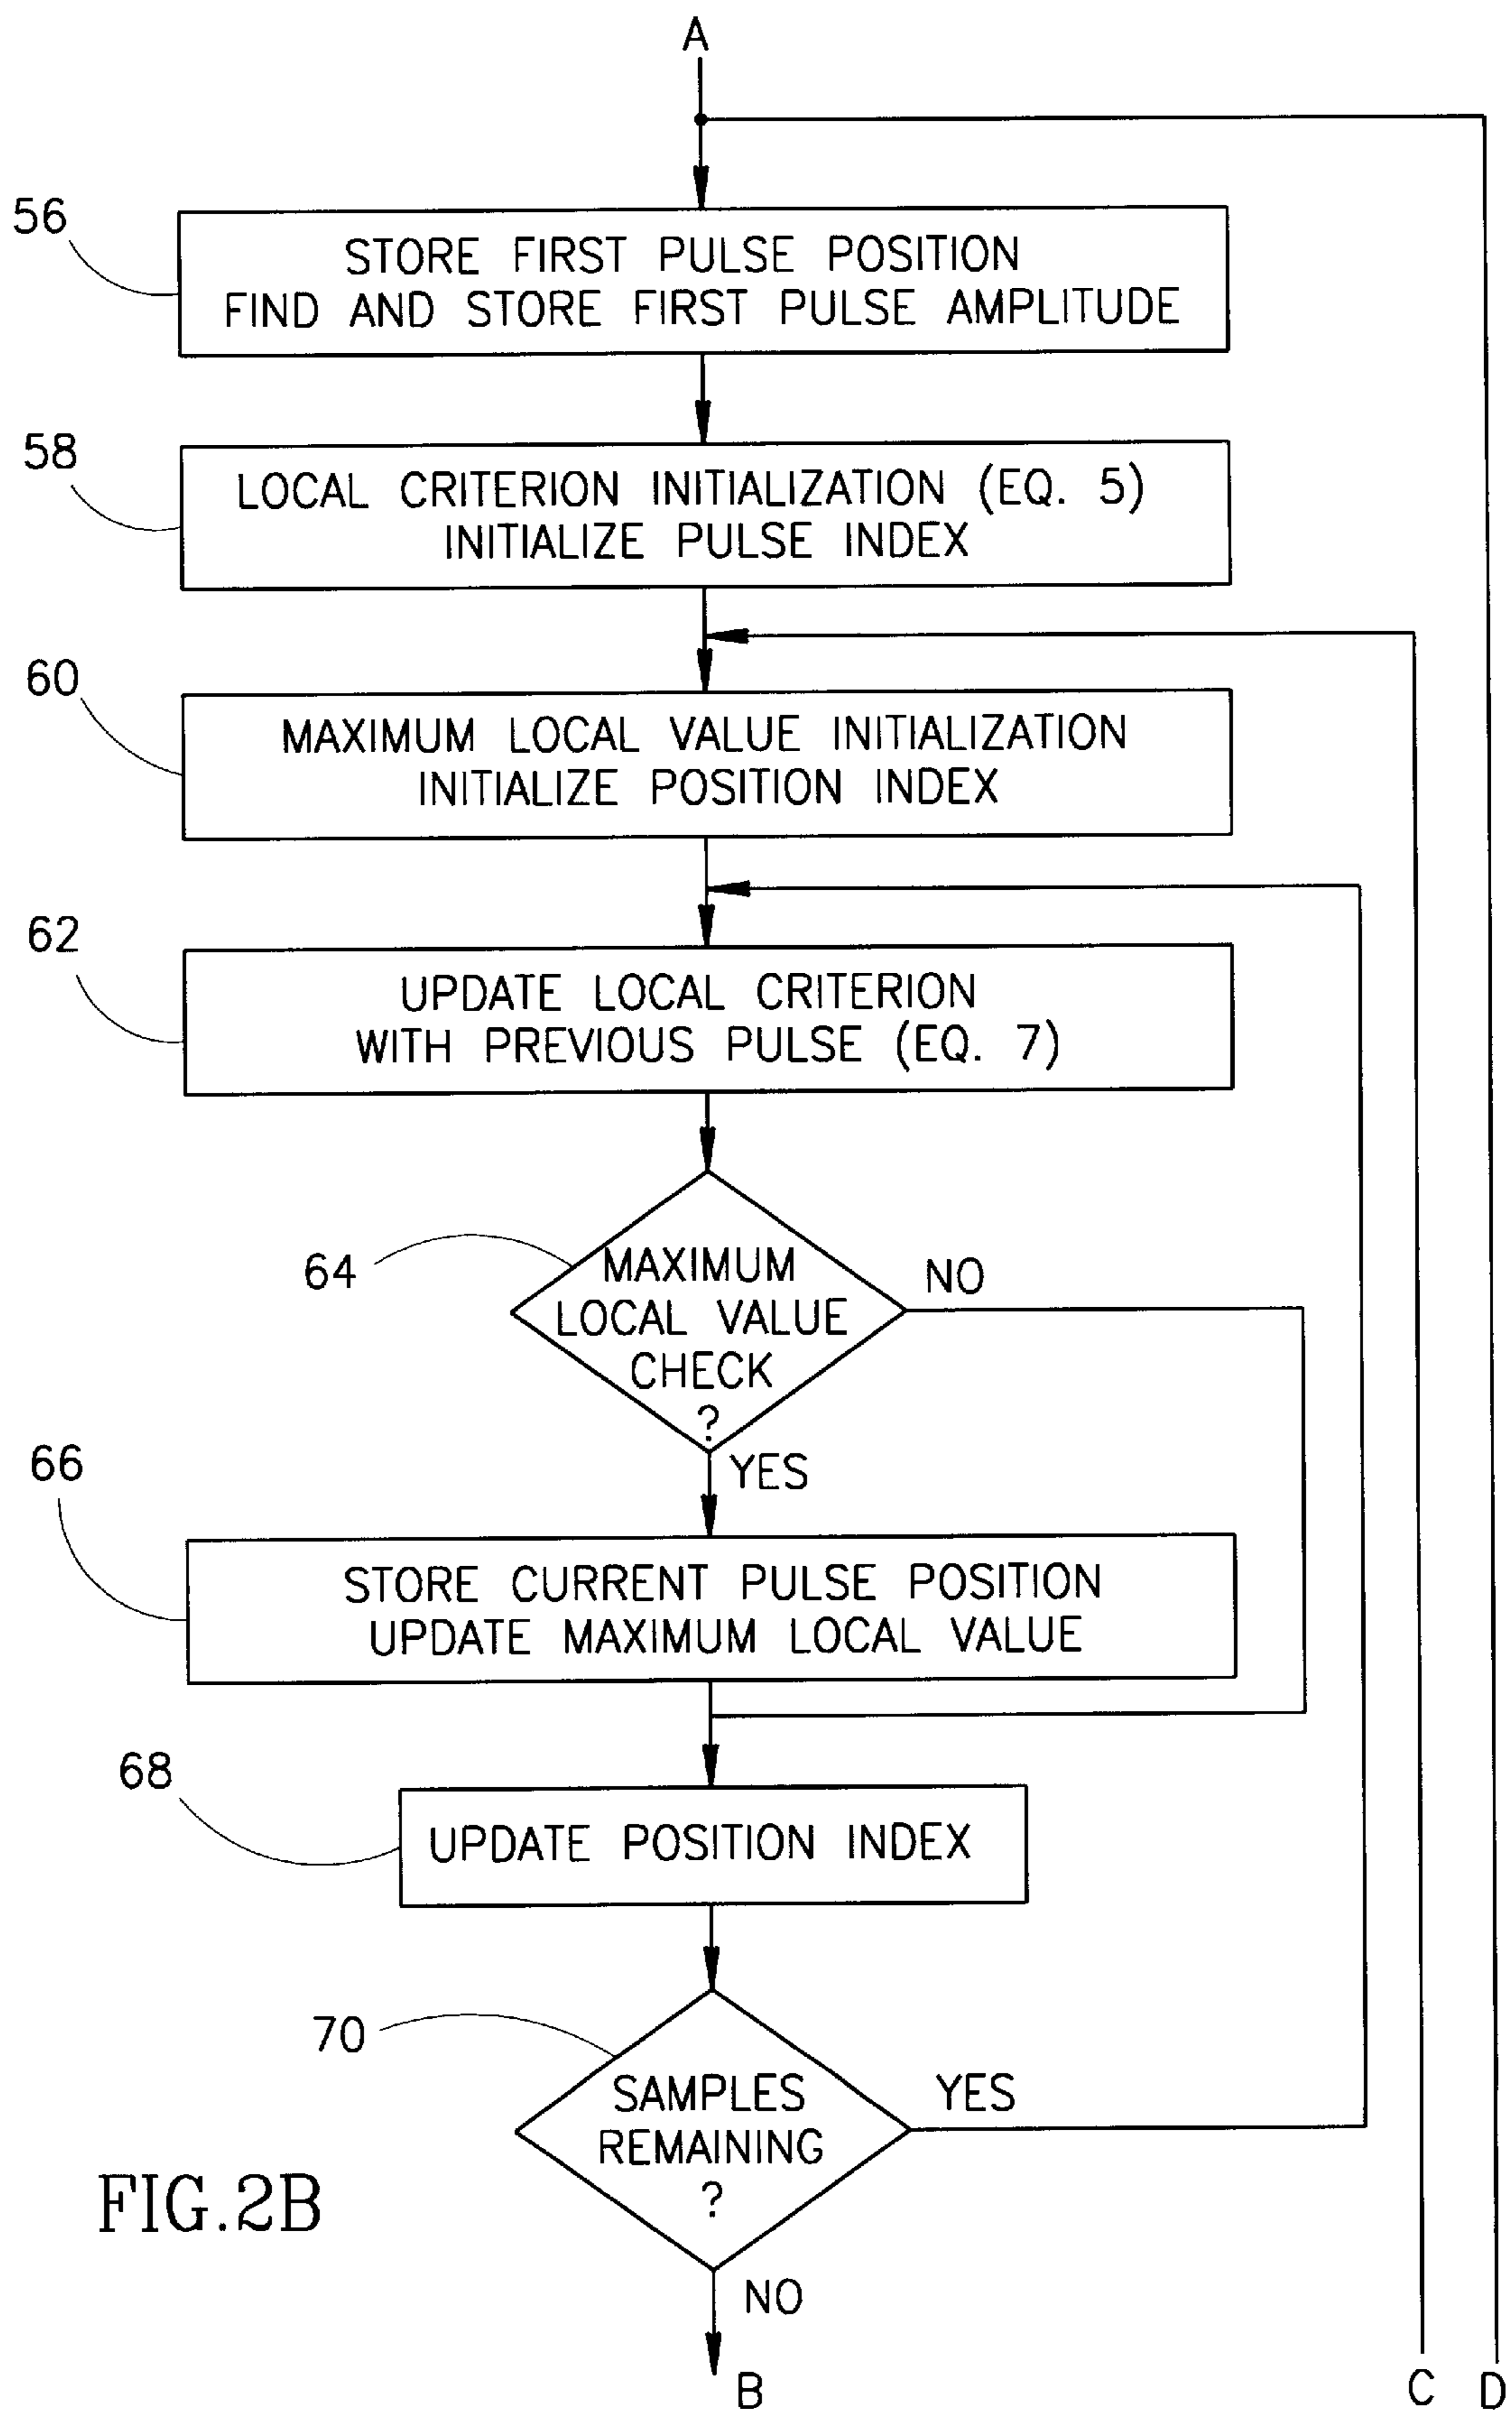 A
56
STORE FIRST PULSE POSITION
FIND AND STORE FIRST PULSE AMPLITUDE
58
LOCAL CRITERION INITIALIZATION (EQ. 5)
INITIALIZE PULSE INDEX
60
MAXIMUM LOCAL VALUE INITIALIZATION
INITIALIZE POSITION INDEX
62
UPDATE LOCAL CRITERION
WITH PREVIOUS PULSE (EQ. 7)
64
MAXIMUM
LOCAL VALUE
CHECK
?
NO
YES
66
STORE CURRENT PULSE POSITION
UPDATE MAXIMUM LOCAL VALUE
68
UPDATE POSITION INDEX
70
SAMPLES
REMAINING
?
YES
NO
FIG.2B
B
C
D